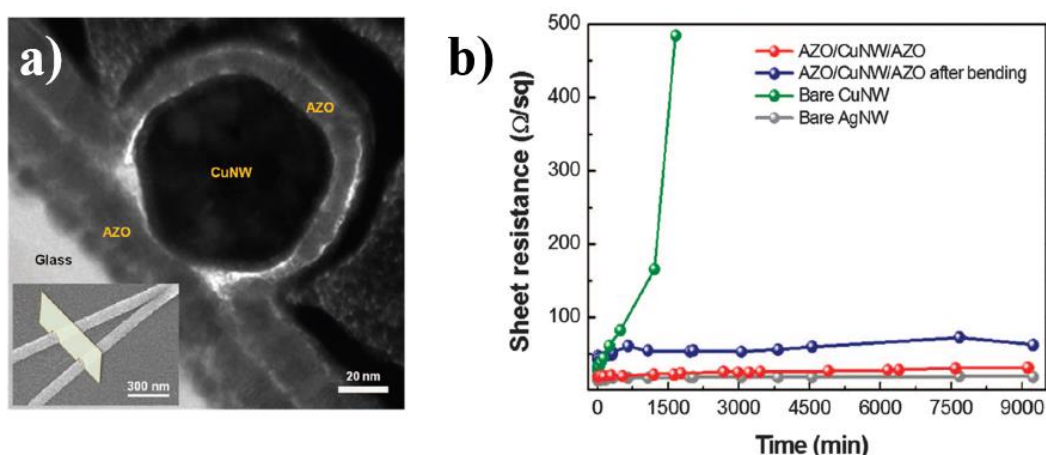 a)
AZO
CuNW
AZO
Glass
300 nm
20 nm
b)
Sheet resistance (Ω/sq)
500
400
300
200
100
0
1500
3000
4500
6000
7500
9000
Time (min)
AZO/CuNW/AZO
AZO/CuNW/AZO after bending
Bare CuNW
Bare AgNW